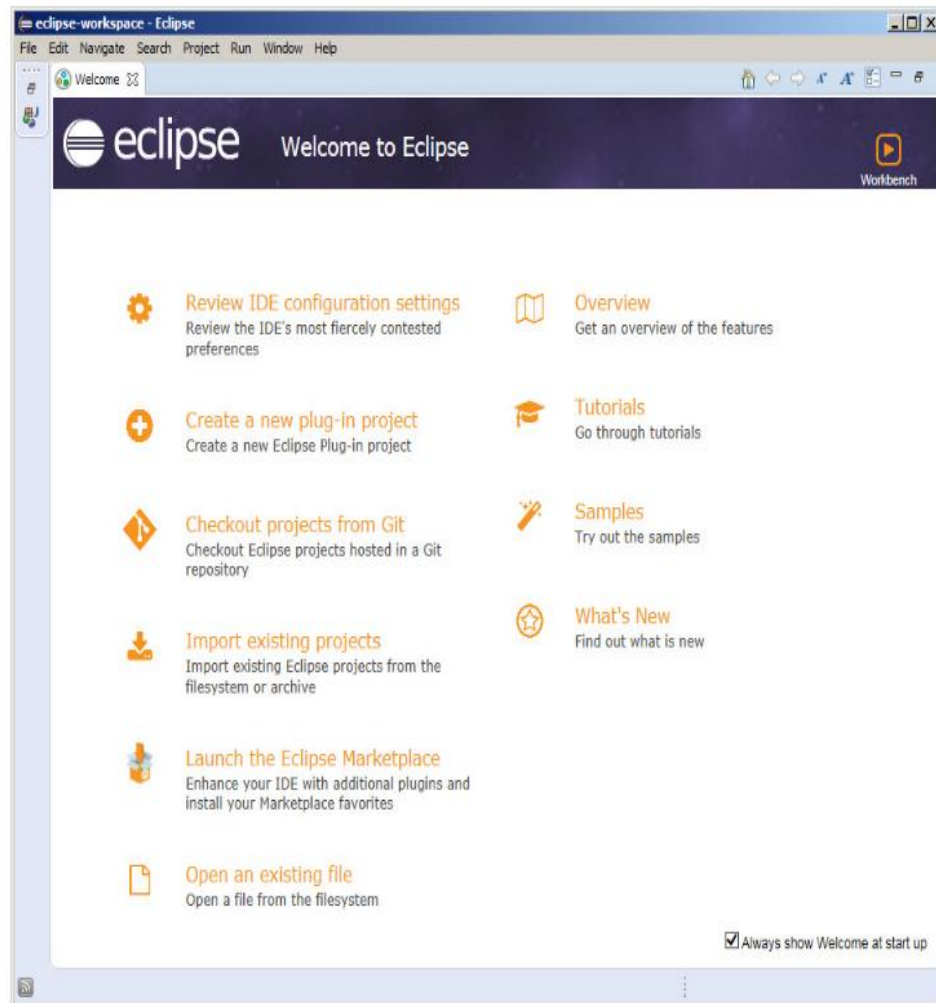 eclipse-workspace - Eclipse
File Edit Navigate Search Project Run Window Help
Welcome
eclipse Welcome to Eclipse
Workbench
Review IDE configuration settings
Review the IDE's most fiercely contested
preferences
Create a new plug-in project
Create a new Eclipse Plug-in project
Checkout projects from Git
Checkout Eclipse projects hosted in a Git
repository
Import existing projects
Import existing Eclipse projects from the
filesystem or archive
Launch the Eclipse Marketplace
Enhance your IDE with additional plugins and
install your Marketplace favorites
Open an existing file
Open a file from the filesystem
Overview
Get an overview of the features
Tutorials
Go through tutorials
Samples
Try out the samples
What's New
Find out what is new
Always show Welcome at start up